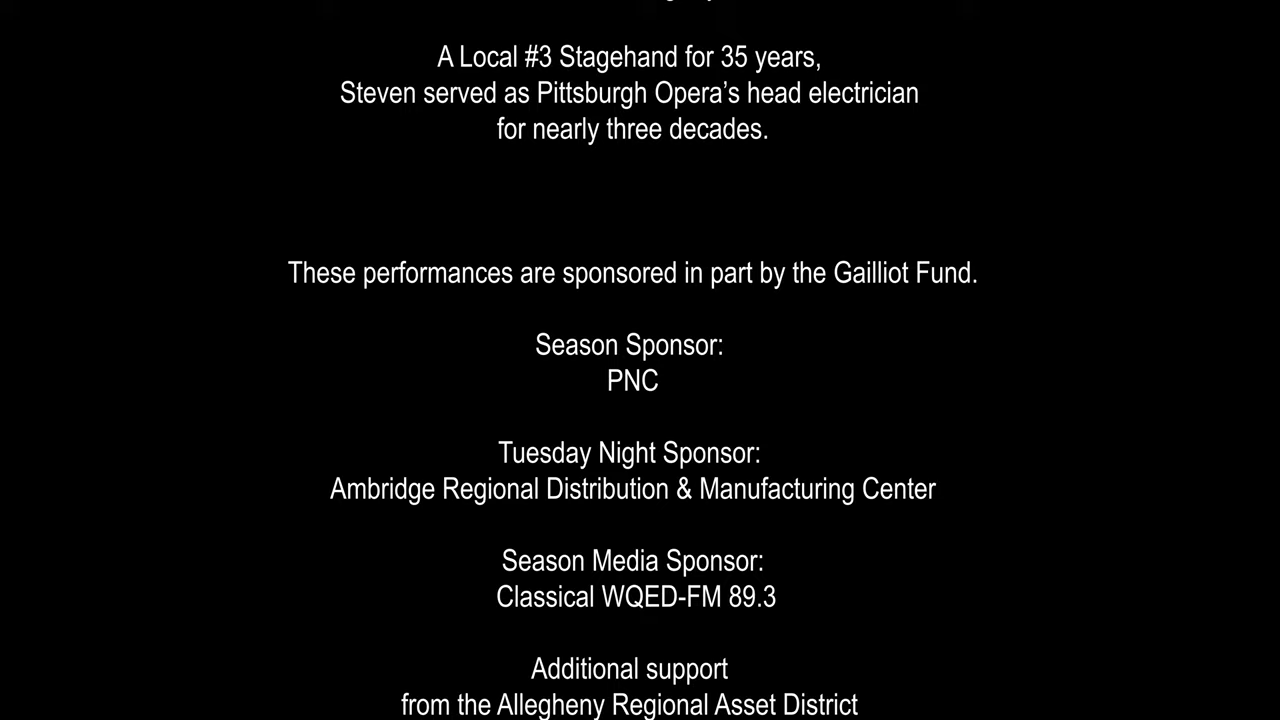 A Local #3 Stagehand for 35 years,
Steven served as Pittsburgh Opera’s head electrician
for nearly three decades.
These performances are sponsored in part by the Gailliot Fund.
Season Sponsor:
PNC
Tuesday Night Sponsor:
Ambridge Regional Distribution & Manufacturing Center
Season Media Sponsor:
Classical WQED-FM 89.3
Additional support
from the Allegheny Regional Asset District